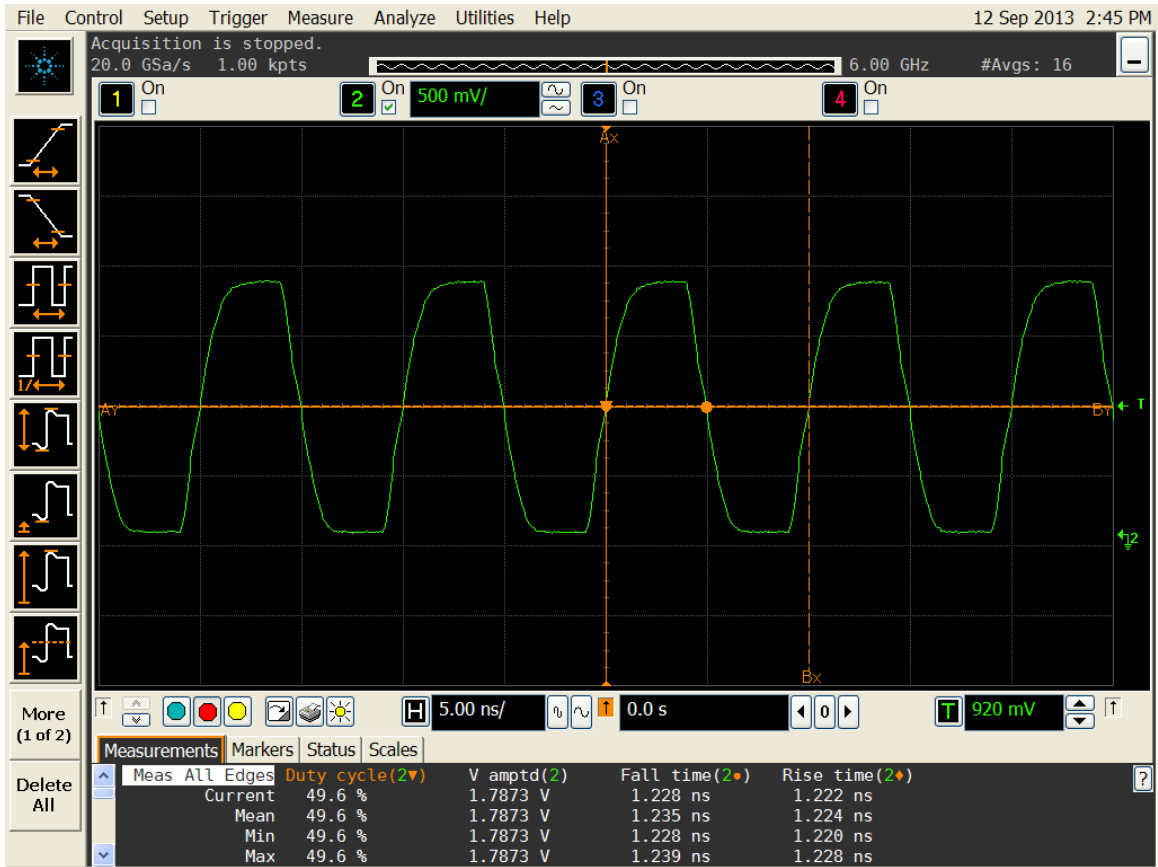 File Control Setup Trigger Measure Analyze Utilities Help 12 Sep 2013 2:45 PM
Acquisition is stopped.
20.0 GSa/s 1.00 kpts 6.00 GHz #Avgs: 16
1 On 2 On 500 mV/ 3 On 4 On
Ax
AY BY T
2
Bx
1/
More
(1 of 2)
Delete
All
H 5.00 ns/ 0.0 s 0 T 920 mV
Measurements Markers Status Scales
Meas All Edges Duty cycle(2▼) V amptd(2) Fall time(2●) Rise time(2♦) ?
Current 49.6 % 1.7873 V 1.228 ns 1.222 ns
Mean 49.6 % 1.7873 V 1.235 ns 1.224 ns
Min 49.6 % 1.7873 V 1.228 ns 1.220 ns
Max 49.6 % 1.7873 V 1.239 ns 1.228 ns